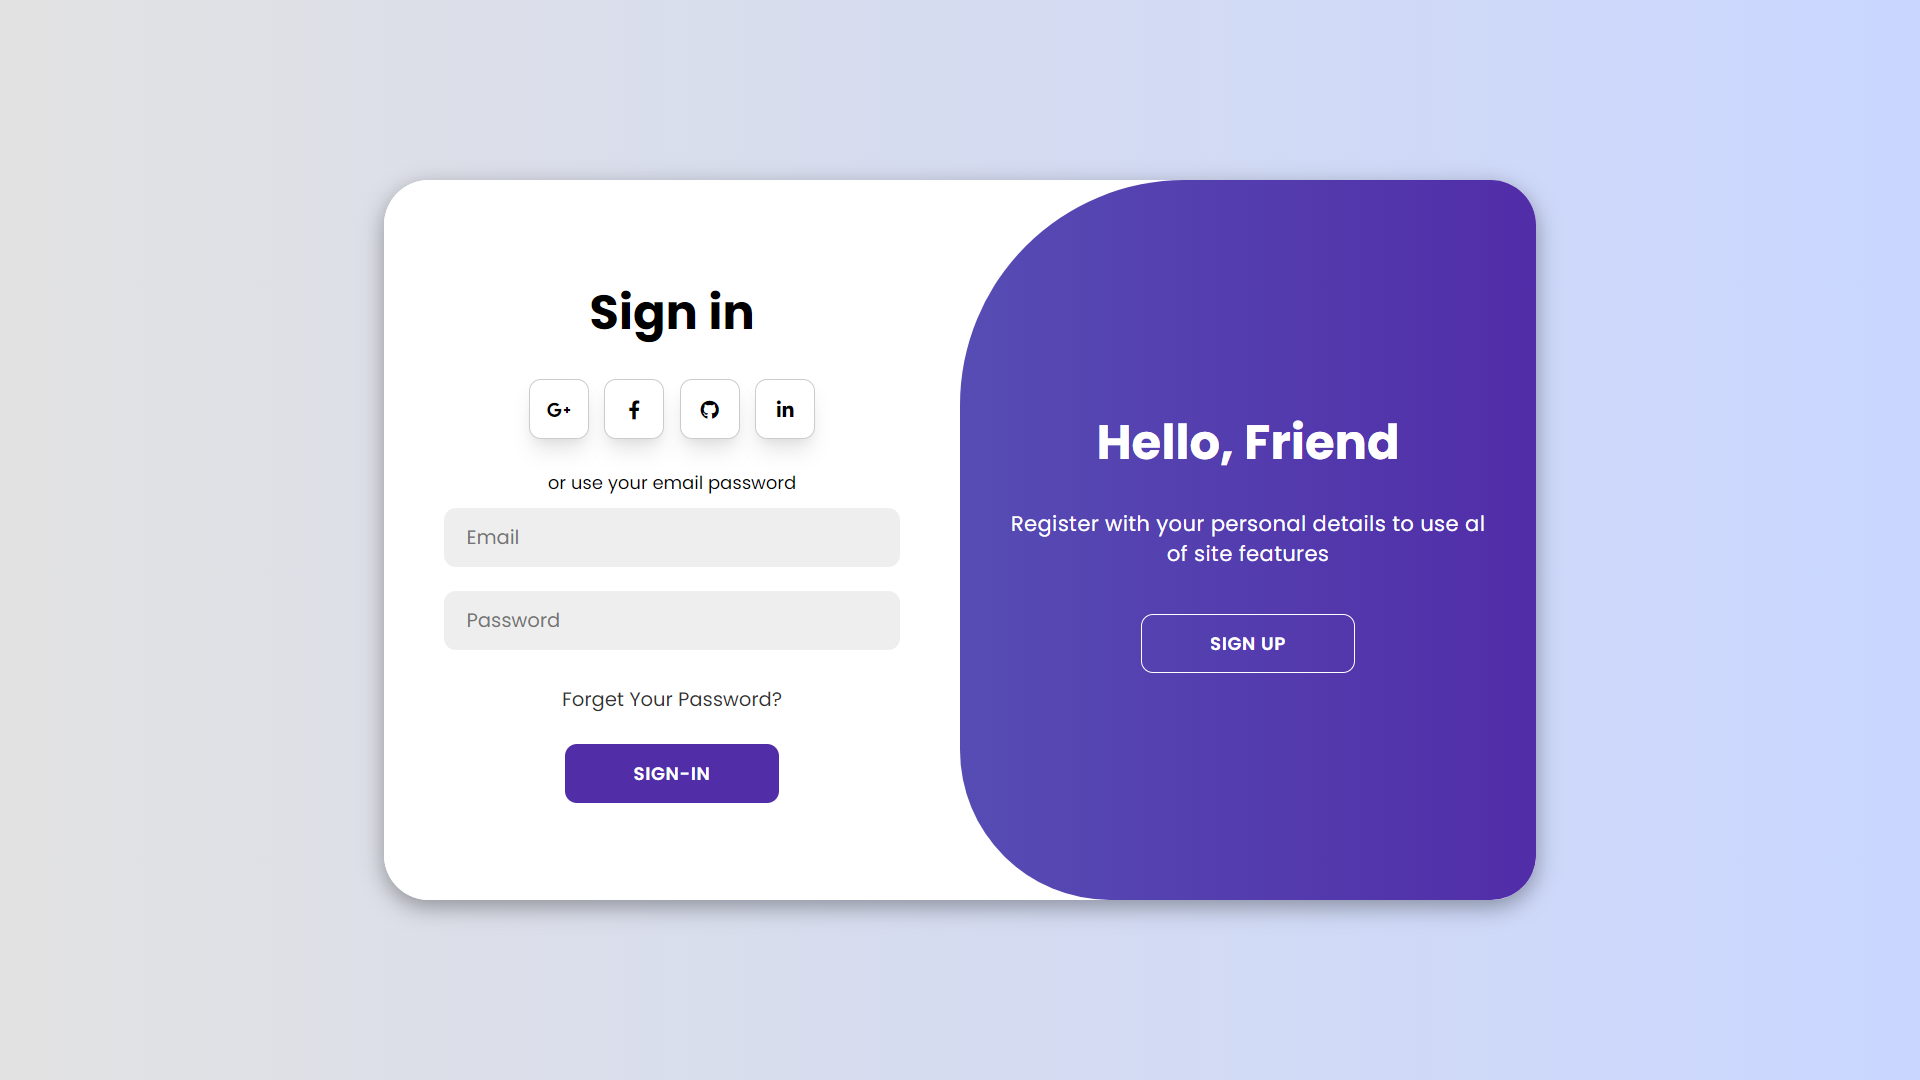 Sign in
G+
f
in
or use your email password
Email
Password
Forget Your Password?
SIGN-IN
Hello, Friend
Register with your personal details to use al
of site features
SIGN UP